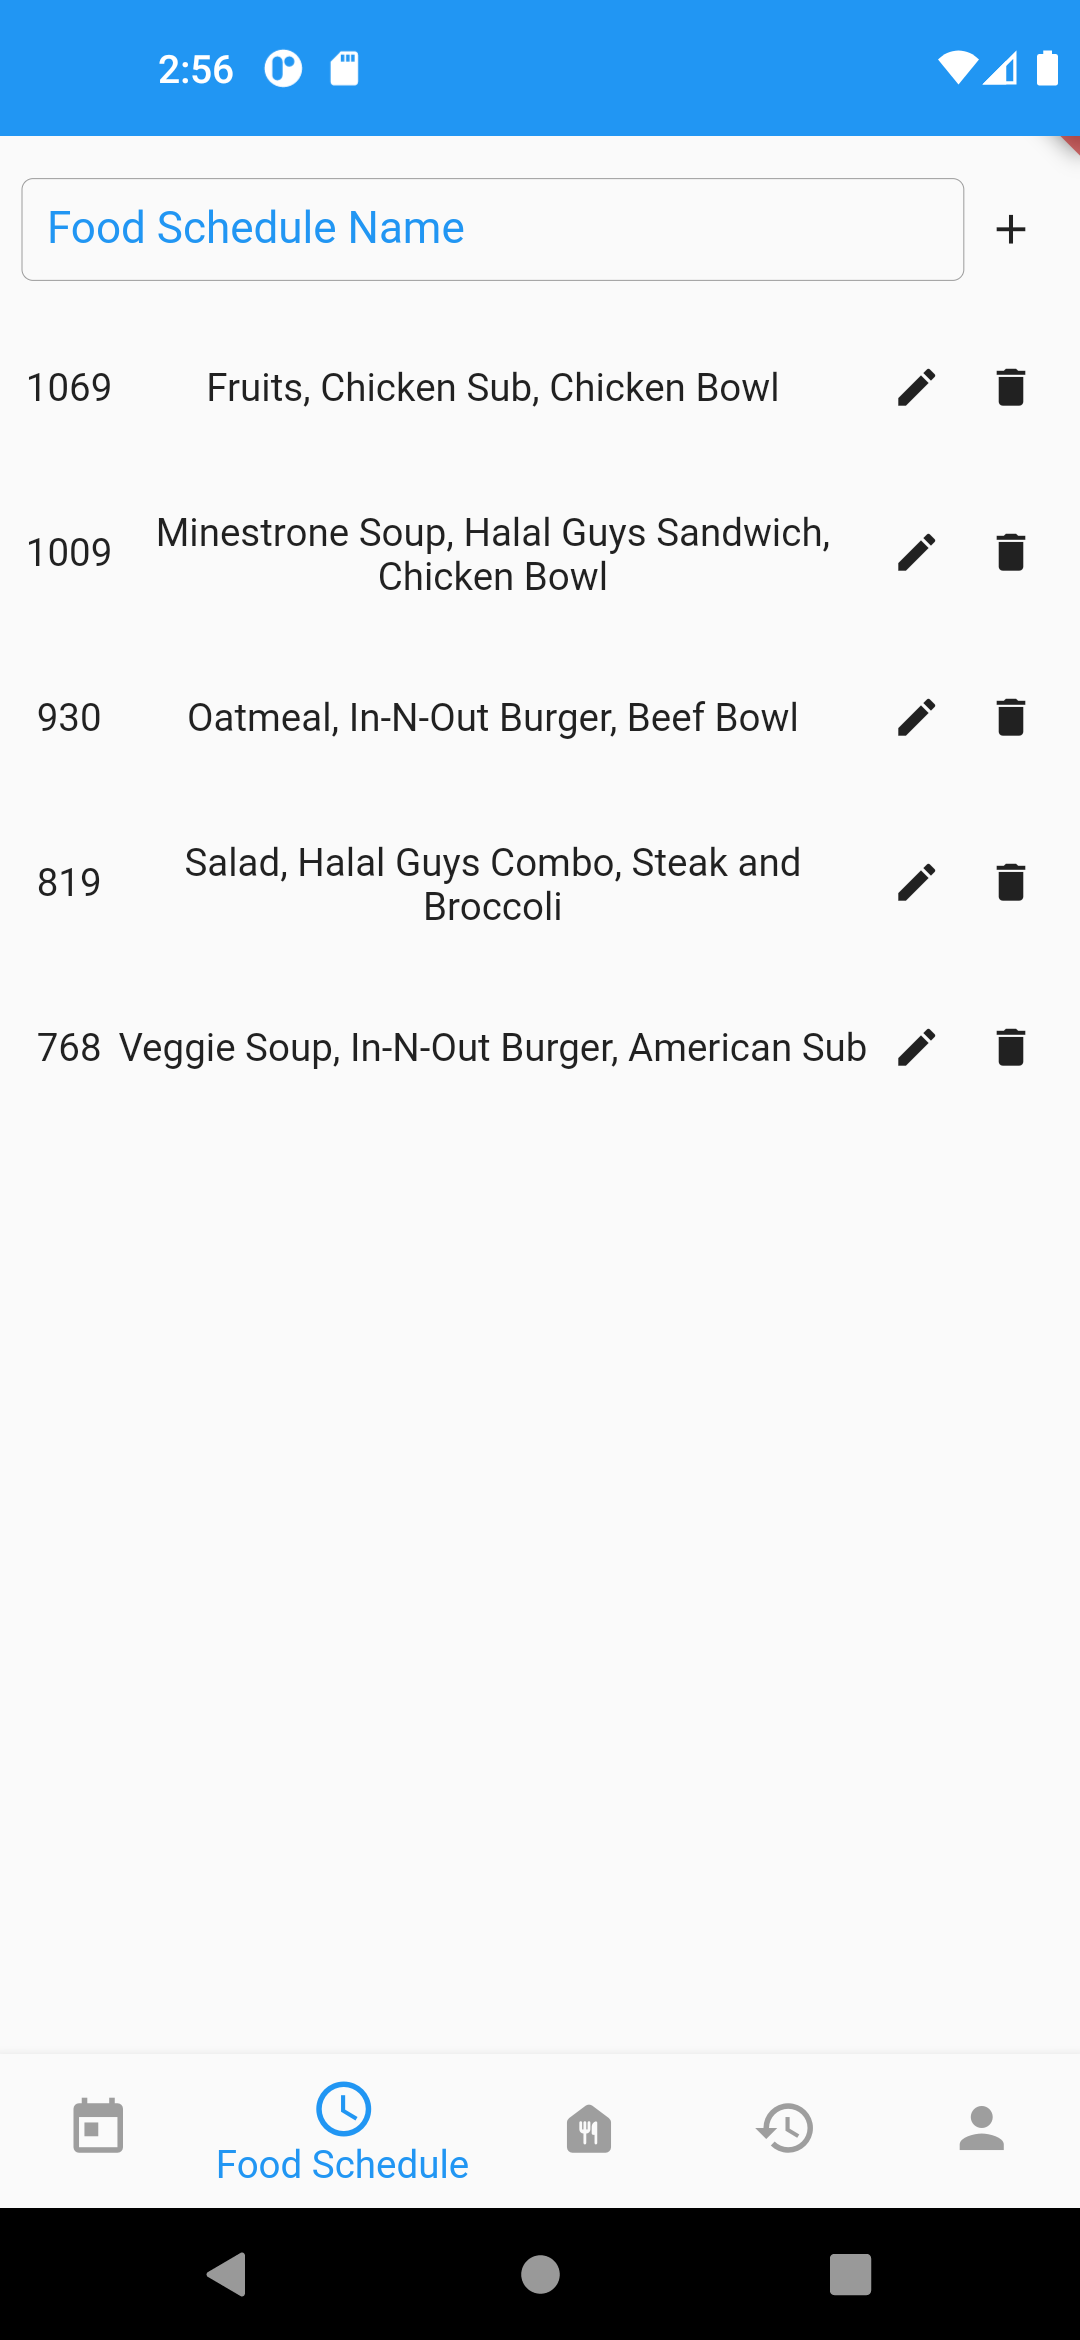 2:56
Food Schedule Name
1069
Fruits, Chicken Sub, Chicken Bowl
1009
Minestrone Soup, Halal Guys Sandwich,
Chicken Bowl
930
Oatmeal, In-N-Out Burger, Beef Bowl
819
Salad, Halal Guys Combo, Steak and
Broccoli
768
Veggie Soup, In-N-Out Burger, American Sub
Food Schedule